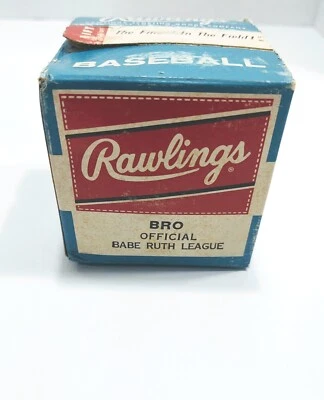 The Finest In The Field!
BASEBALL
Rawlings
®
BRO
OFFICIAL
BABE RUTH LEAGUE